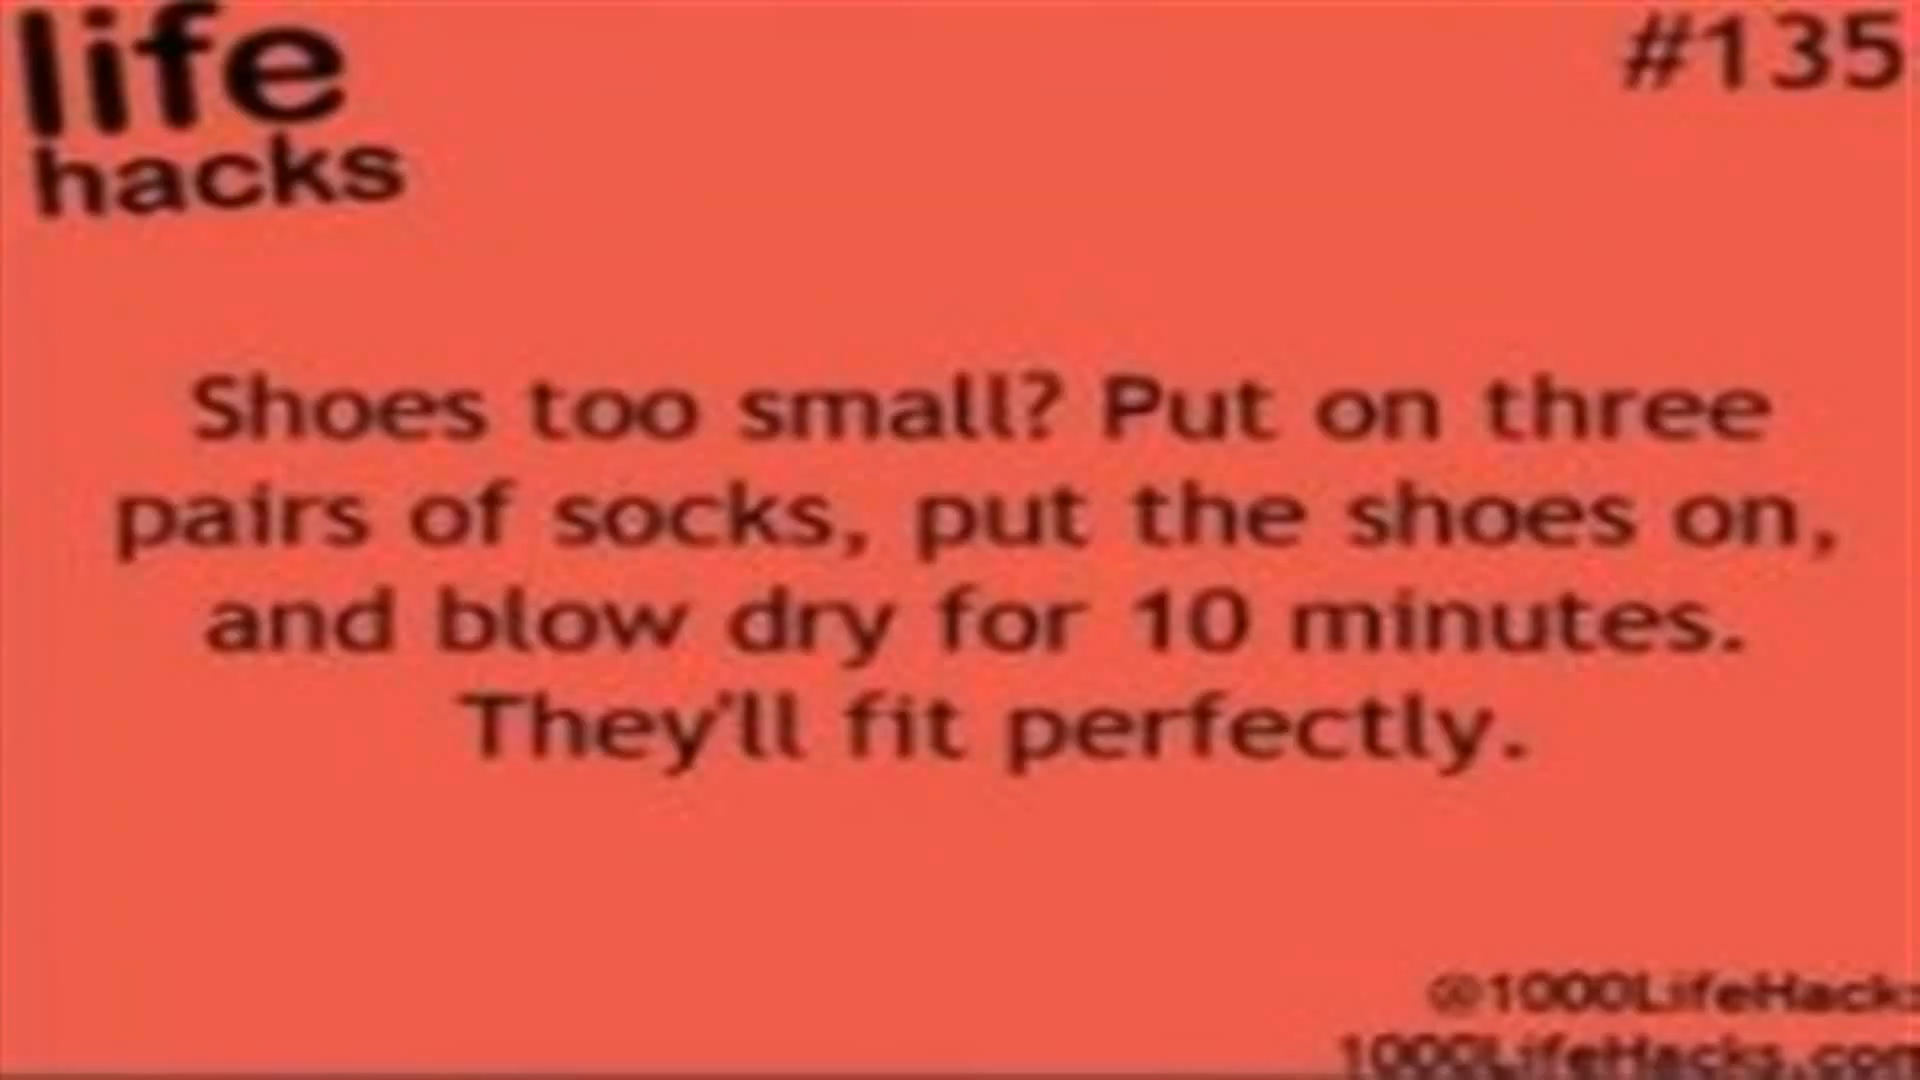 life
hacks
#135
Shoes too small? Put on three
pairs of socks, put the shoes on,
and blow dry for 10 minutes.
They'll fit perfectly.
@1000LifeHacks
1000LifeHacks.com